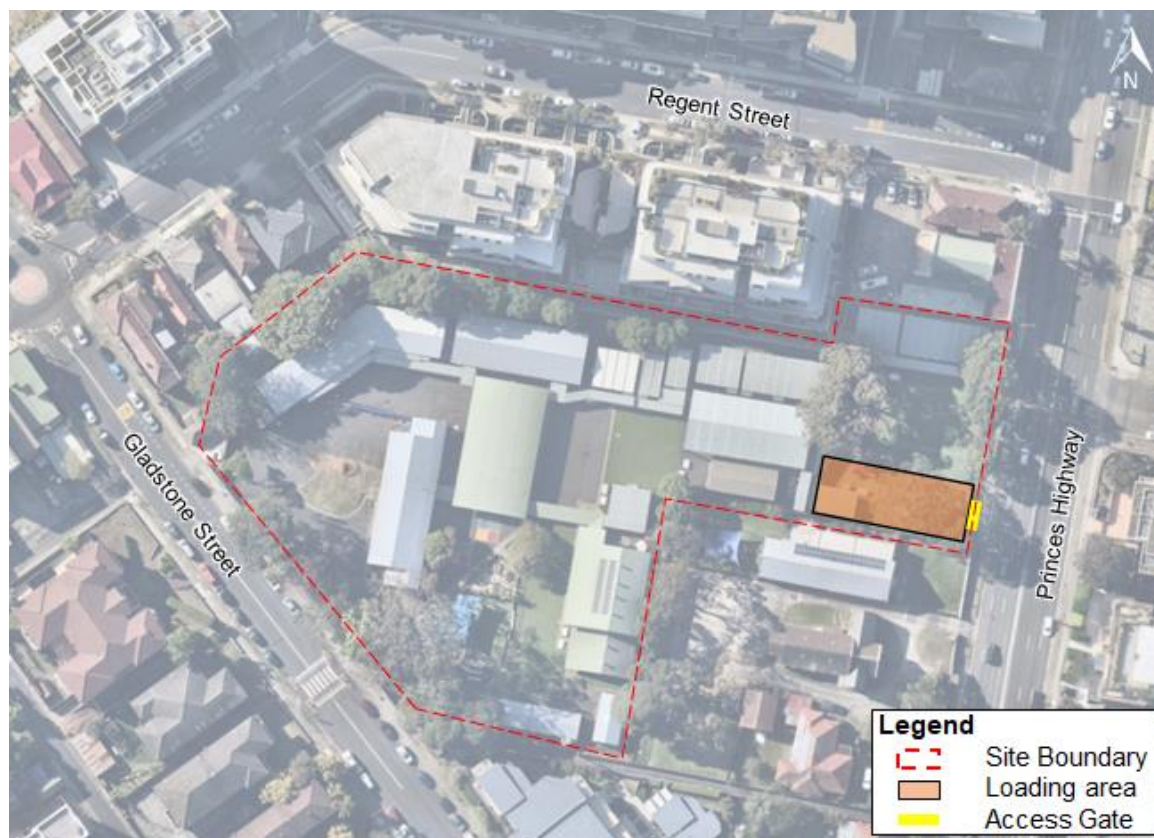 Regent Street
N
Gladstone Street
Princes Highway
Legend
Site Boundary
Loading area
Access Gate